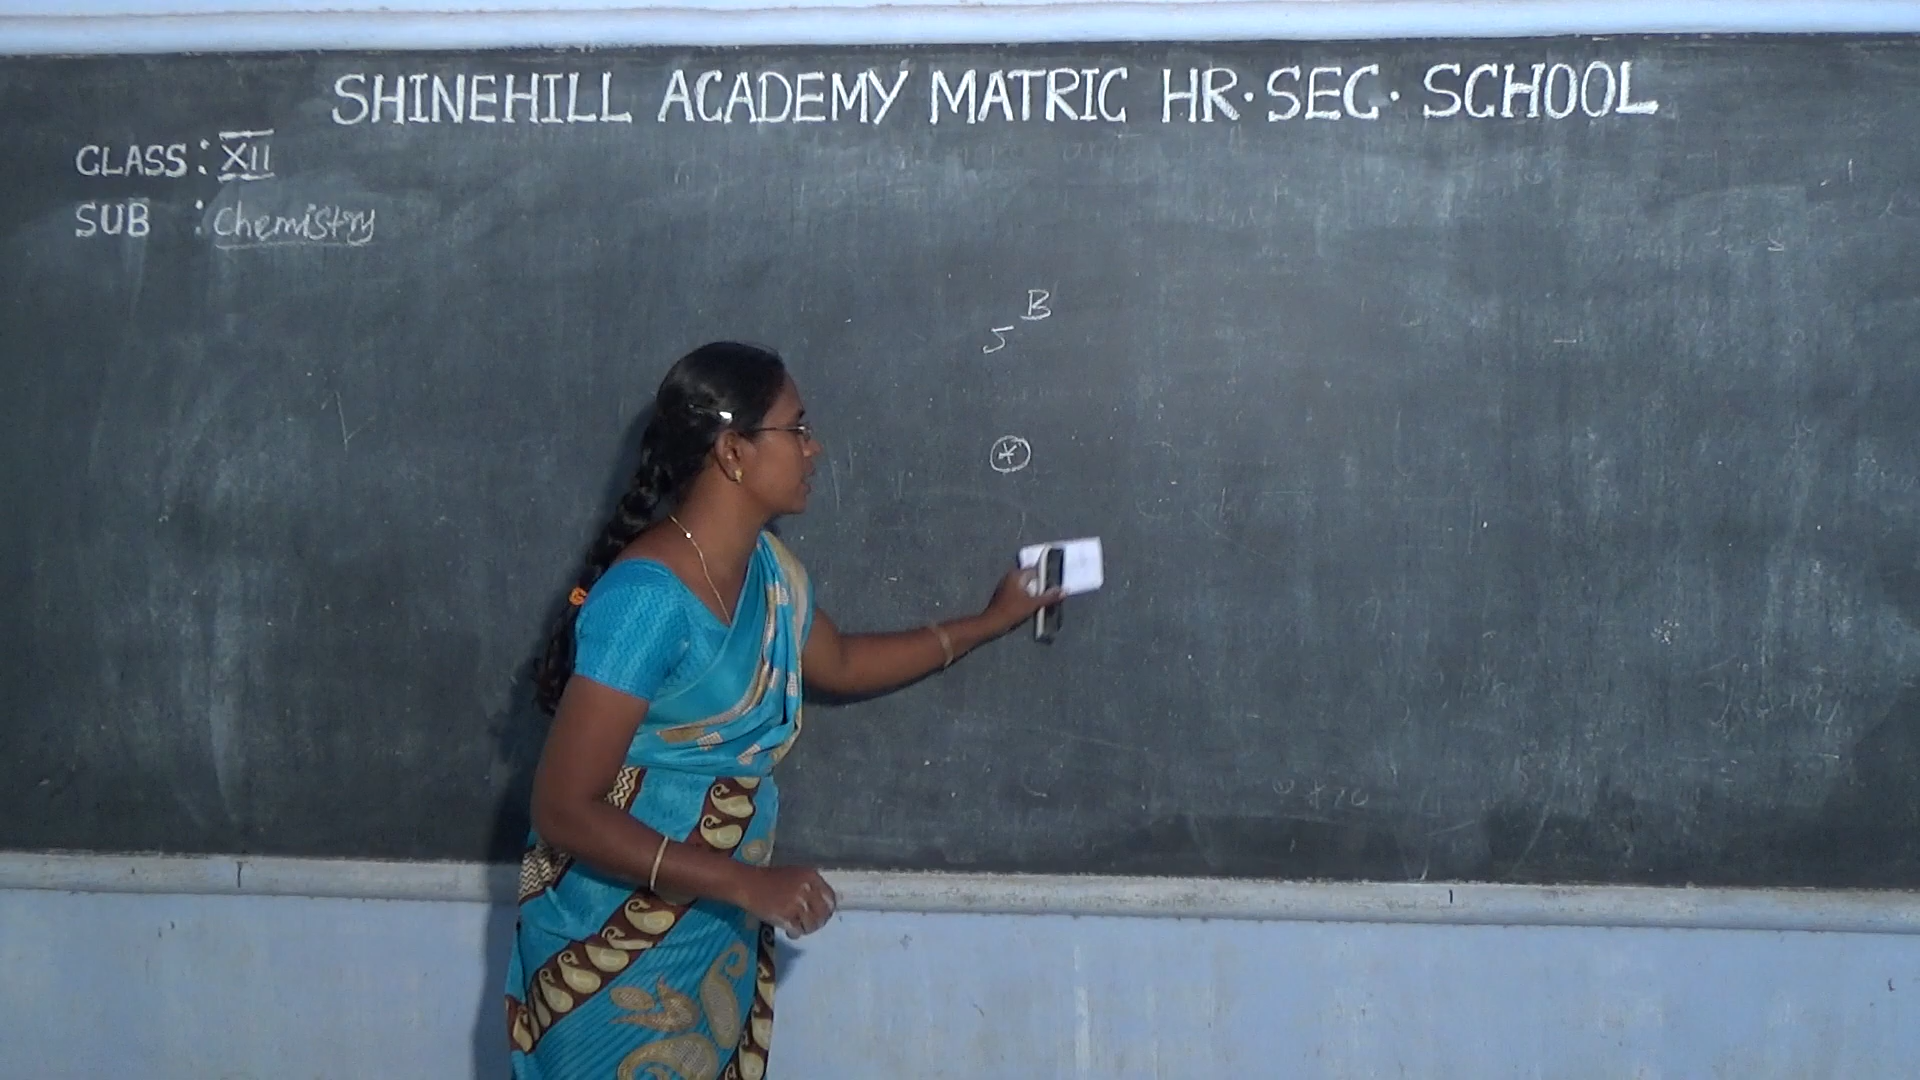 SHINEHILL ACADEMY MATRIC HR·SEC· SCHOOL
CLASS : XII
SUB : Chemistry
B
5